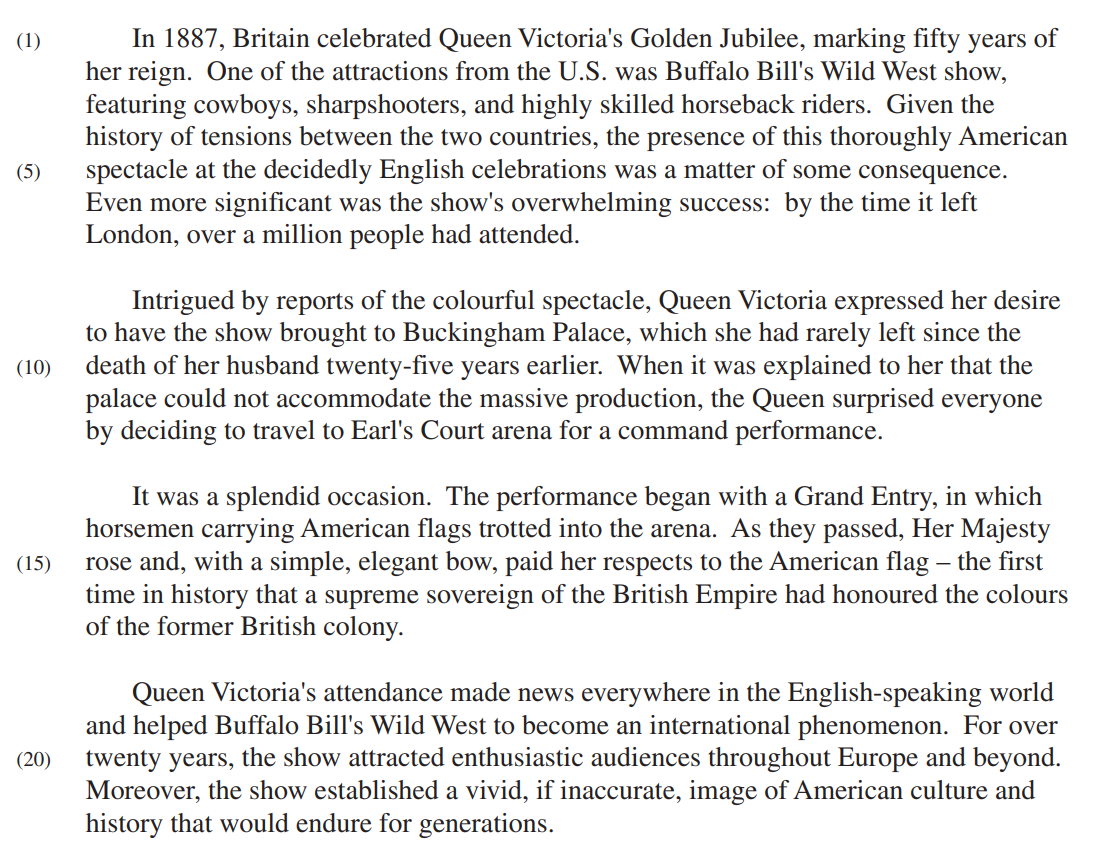 (1) In 1887, Britain celebrated Queen Victoria's Golden Jubilee, marking fifty years of
her reign.  One of the attractions from the U.S. was Buffalo Bill's Wild West show,
featuring cowboys, sharpshooters, and highly skilled horseback riders.  Given the
history of tensions between the two countries, the presence of this thoroughly American
(5) spectacle at the decidedly English celebrations was a matter of some consequence.
Even more significant was the show's overwhelming success:  by the time it left
London, over a million people had attended.

Intrigued by reports of the colourful spectacle, Queen Victoria expressed her desire
to have the show brought to Buckingham Palace, which she had rarely left since the
(10) death of her husband twenty-five years earlier.  When it was explained to her that the
palace could not accommodate the massive production, the Queen surprised everyone
by deciding to travel to Earl's Court arena for a command performance.

It was a splendid occasion.  The performance began with a Grand Entry, in which
horsemen carrying American flags trotted into the arena.  As they passed, Her Majesty
(15) rose and, with a simple, elegant bow, paid her respects to the American flag – the first
time in history that a supreme sovereign of the British Empire had honoured the colours
of the former British colony.

Queen Victoria's attendance made news everywhere in the English-speaking world
and helped Buffalo Bill's Wild West to become an international phenomenon.  For over
(20) twenty years, the show attracted enthusiastic audiences throughout Europe and beyond.
Moreover, the show established a vivid, if inaccurate, image of American culture and
history that would endure for generations.